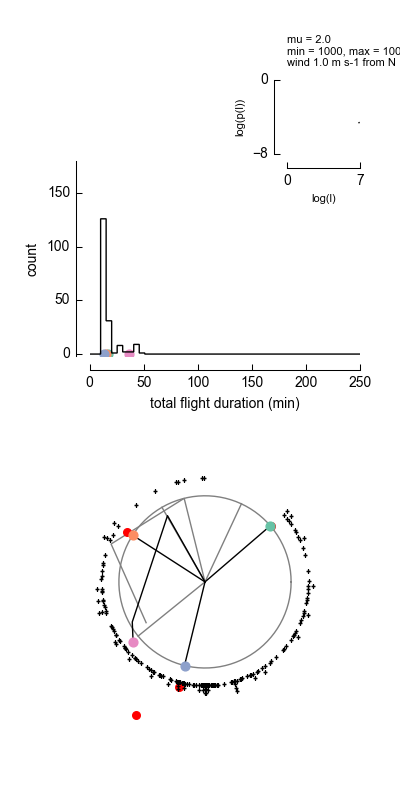 mu = 2.0
min = 1000, max = 100
wind 1.0 m s-1 from N
0
log(p(l))
−8
0
7
log(l)
150
100
50
0
count
0
50
100
150
200
250
total flight duration (min)